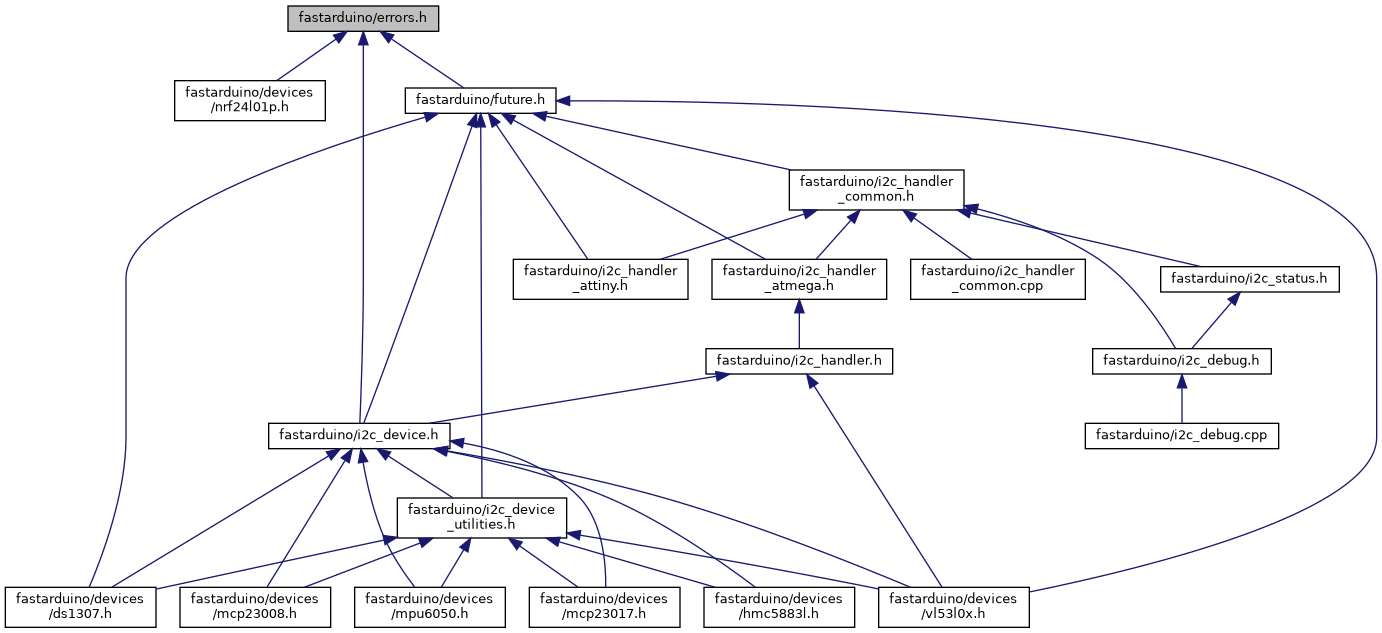 fastarduino/errors.h
fastarduino/devices
/nrf24l01p.h
fastarduino/future.h
fastarduino/i2c_handler
_common.h
fastarduino/i2c_handler
_attiny.h
fastarduino/i2c_handler
_atmega.h
fastarduino/i2c_handler
_common.cpp
fastarduino/i2c_status.h
fastarduino/i2c_handler.h
fastarduino/i2c_debug.h
fastarduino/i2c_device.h
fastarduino/i2c_debug.cpp
fastarduino/i2c_device
_utilities.h
fastarduino/devices
/ds1307.h
fastarduino/devices
/mcp23008.h
fastarduino/devices
/mpu6050.h
fastarduino/devices
/mcp23017.h
fastarduino/devices
/hmc5883l.h
fastarduino/devices
/vl53l0x.h